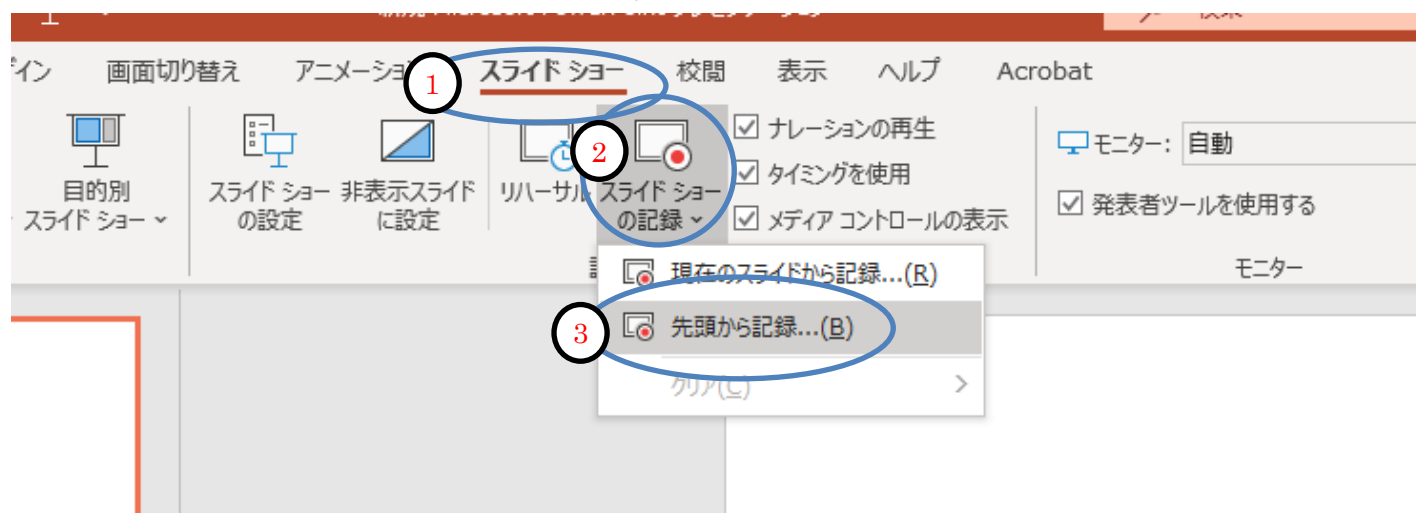 イン 画面切り替え アニメーショ スライド ショー 校閲 表示 ヘルプ Acrobat
1
2
目的別
スライド ショー
スライド ショー
の設定
非表示スライド
に設定
リハーサル
スライド ショー
の記録
ナレーションの再生
タイミングを使用
メディア コントロールの表示
モニター: 自動
発表者ツールを使用する
モニター
現在のスライドから記録...(R)
3
先頭から記録...(B)
クリア(C)